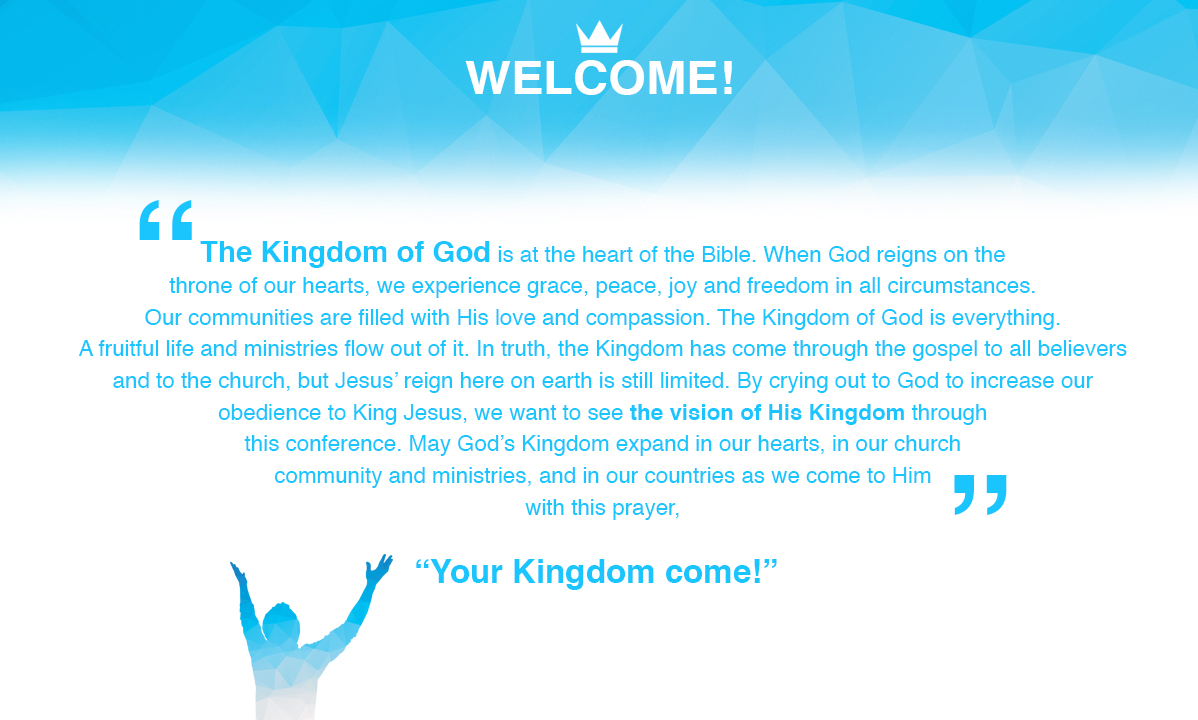 WELCOME!
“The Kingdom of God is at the heart of the Bible. When God reigns on the
throne of our hearts, we experience grace, peace, joy and freedom in all circumstances.
Our communities are filled with His love and compassion. The Kingdom of God is everything.
A fruitful life and ministries flow out of it. In truth, the Kingdom has come through the gospel to all believers
and to the church, but Jesus’ reign here on earth is still limited. By crying out to God to increase our
obedience to King Jesus, we want to see the vision of His Kingdom through
this conference. May God’s Kingdom expand in our hearts, in our church
community and ministries, and in our countries as we come to Him
with this prayer,”
“Your Kingdom come!”